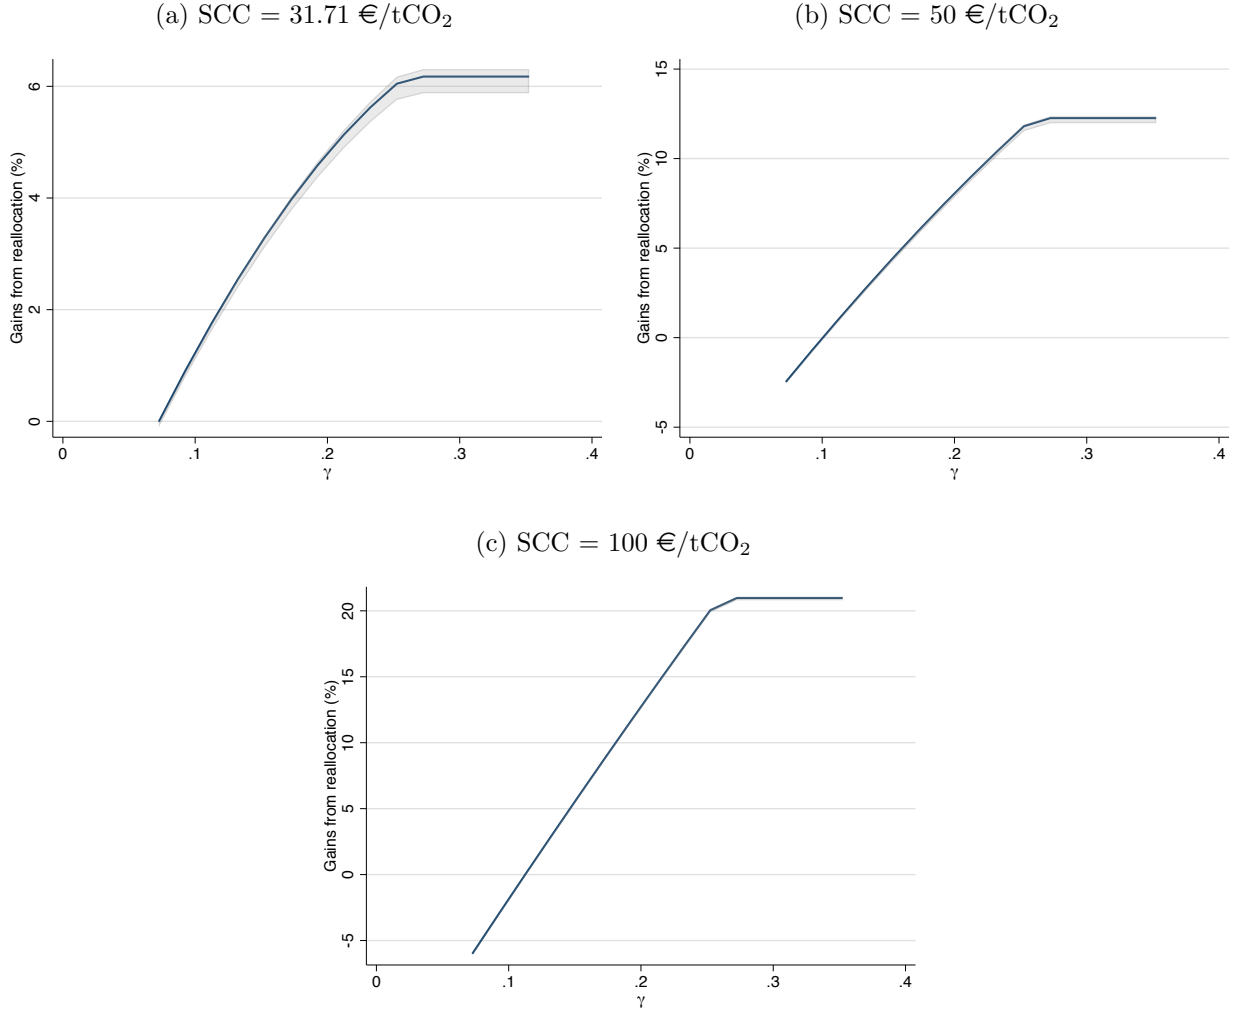 (a) SCC = 31.71 €/tCO₂
Gains from reallocation (%)
6
4
2
0
0 .1 .2 .3 .4
γ
(b) SCC = 50 €/tCO₂
Gains from reallocation (%)
15
10
5
0
-5
0 .1 .2 .3 .4
γ
(c) SCC = 100 €/tCO₂
Gains from reallocation (%)
20
15
10
5
0
-5
0 .1 .2 .3 .4
γ